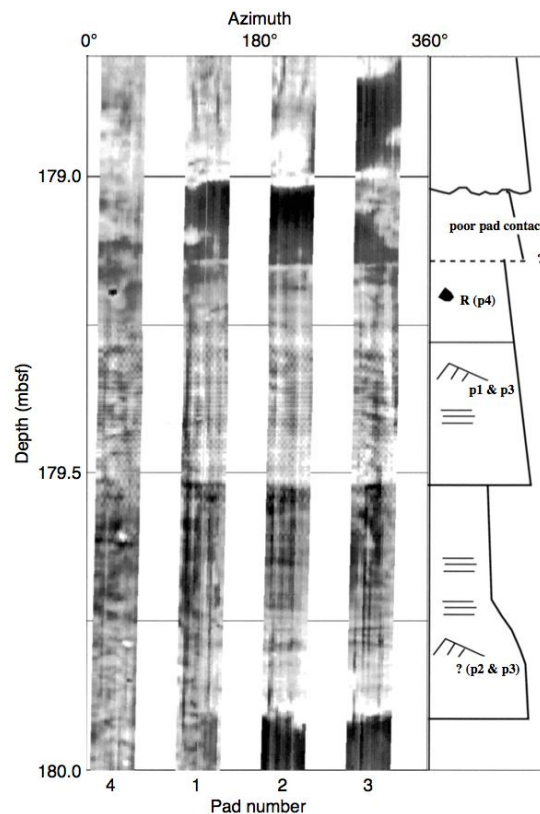 Azimuth
0° 180° 360°
179.0
poor pad contac
?
R (p4)
p1 & p3
179.5
? (p2 & p3)
180.0
4 1 2 3
Pad number
Depth (mbsf)